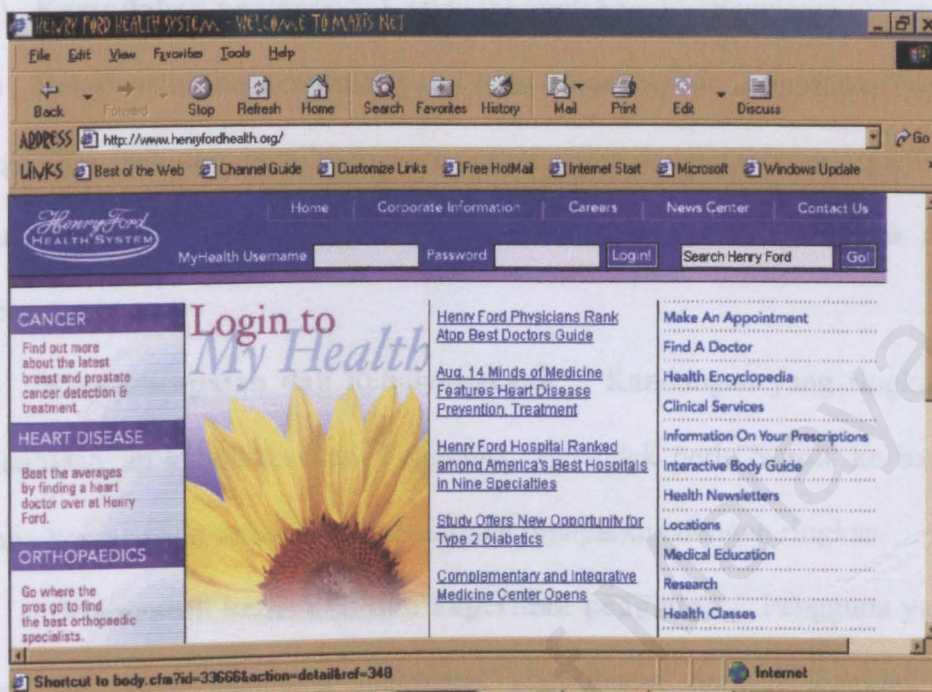 HENRY FORD HEALTH SYSTEM - WELCOME TO MAXIS NET
File Edit View Favorites Tools Help
Back Forward Stop Refresh Home Search Favorites History Mail Print Edit Discuss
ADDRESS http://www.henryfordhealth.org/ Go
LINKS Best of the Web Channel Guide Customize Links Free HotMail Internet Start Microsoft Windows Update
Henry Ford
HEALTH SYSTEM
Home Corporate Information Careers News Center Contact Us
MyHealth Username Password Login! Search Henry Ford Go!
CANCER
Find out more
about the latest
breast and prostate
cancer detection &
treatment.
HEART DISEASE
Beat the averages
by finding a heart
doctor over at Henry
Ford.
ORTHOPAEDICS
Go where the
pros go to find
the best orthopaedic
specialists.
Login to
My Health
Henry Ford Physicians Rank
Atop Best Doctors Guide
Aug. 14 Minds of Medicine
Features Heart Disease
Prevention, Treatment
Henry Ford Hospital Ranked
among America's Best Hospitals
in Nine Specialties
Study Offers New Opportunity for
Type 2 Diabetics
Complementary and Integrative
Medicine Center Opens
Make An Appointment
Find A Doctor
Health Encyclopedia
Clinical Services
Information On Your Prescriptions
Interactive Body Guide
Health Newsletters
Locations
Medical Education
Research
Health Classes
Shortcut to body.cfm?id=33666&action=detail&ref=348 Internet